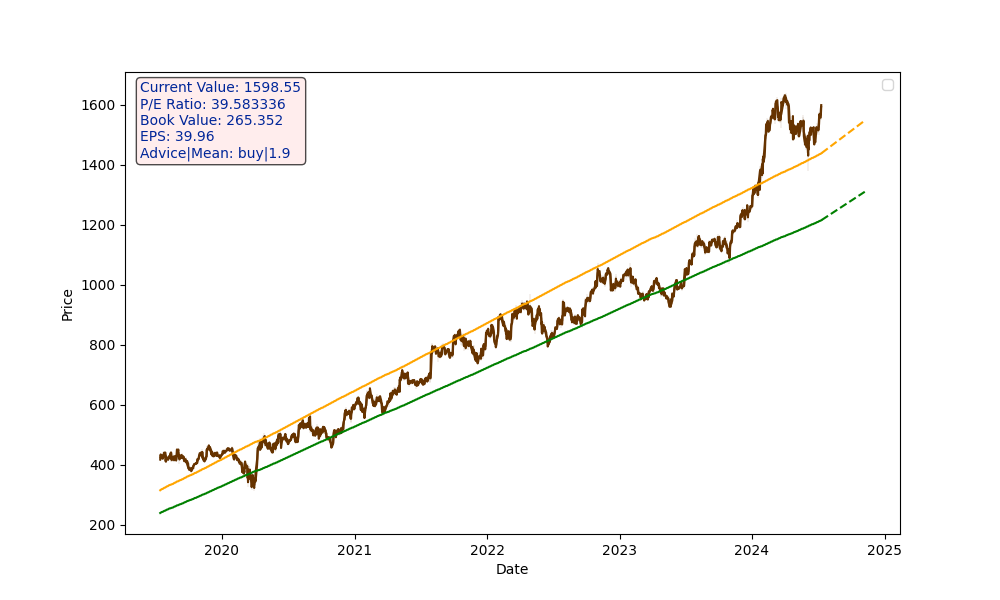 Current Value: 1598.55
P/E Ratio: 39.583336
Book Value: 265.352
EPS: 39.96
Advice|Mean: buy|1.9
1600
1400
1200
1000
800
600
400
200
Price
2020
2021
2022
2023
2024
2025
Date